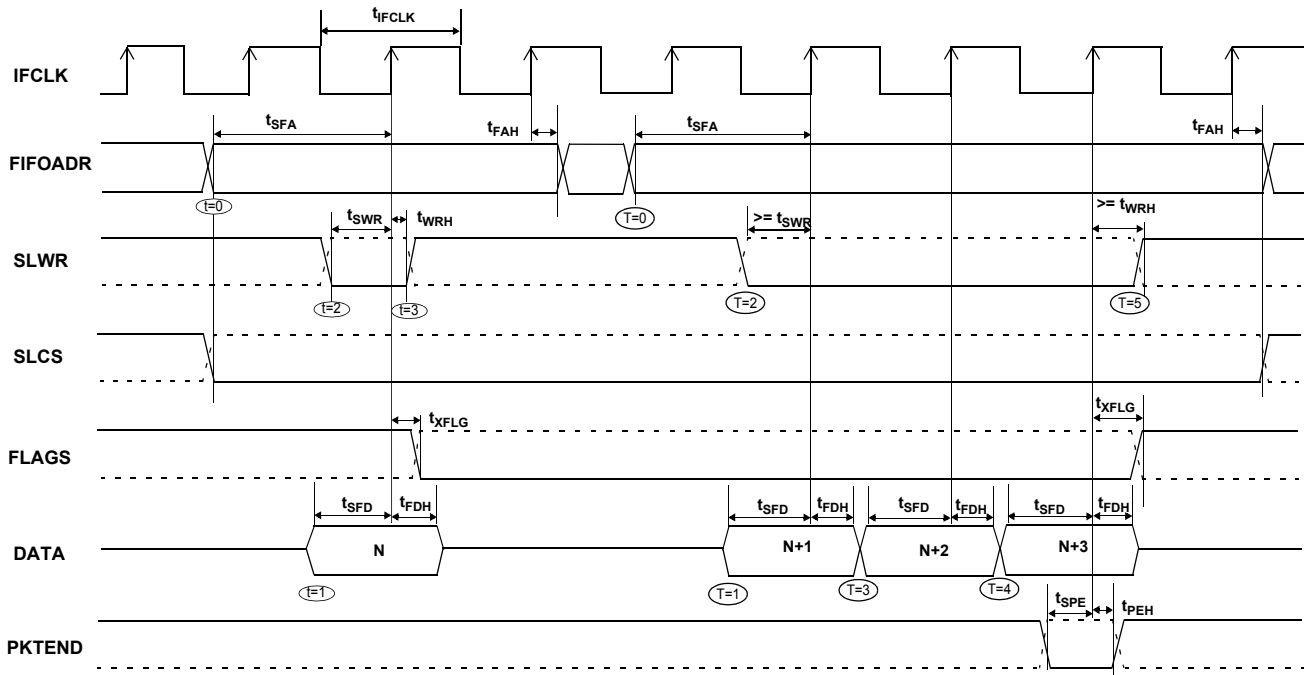 tIFCLK
IFCLK
tSFA
tFAH
tSFA
tFAH
FIFOADR
t=0
T=0
tSWR
tWRH
>= tSWR
>= tWRH
SLWR
t=2
t=3
T=2
T=5
SLCS
tXFLG
tXFLG
FLAGS
tSFD
tFDH
tSFD
tFDH
tSFD
tFDH
tSFD
tFDH
DATA
N
N+1
N+2
N+3
t=1
T=1
T=3
T=4
tSPE
tPEH
PKTEND